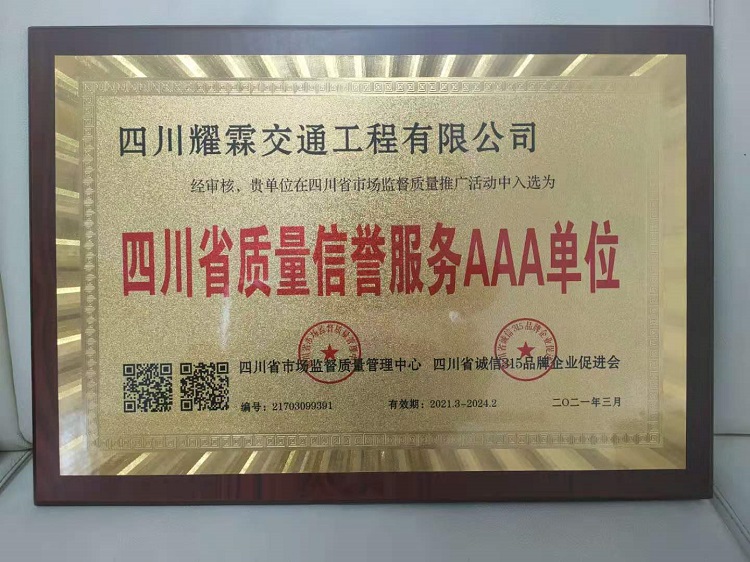 四川耀霖交通工程有限公司
经审核，贵单位在四川省市场监督质量推广活动中入选为
四川省质量信誉服务AAA单位
四川省市场监督质量管理中心 四川省诚信315品牌企业促进会
编号：21703099391 有效期：2021.3-2024.2 二〇二一年三月